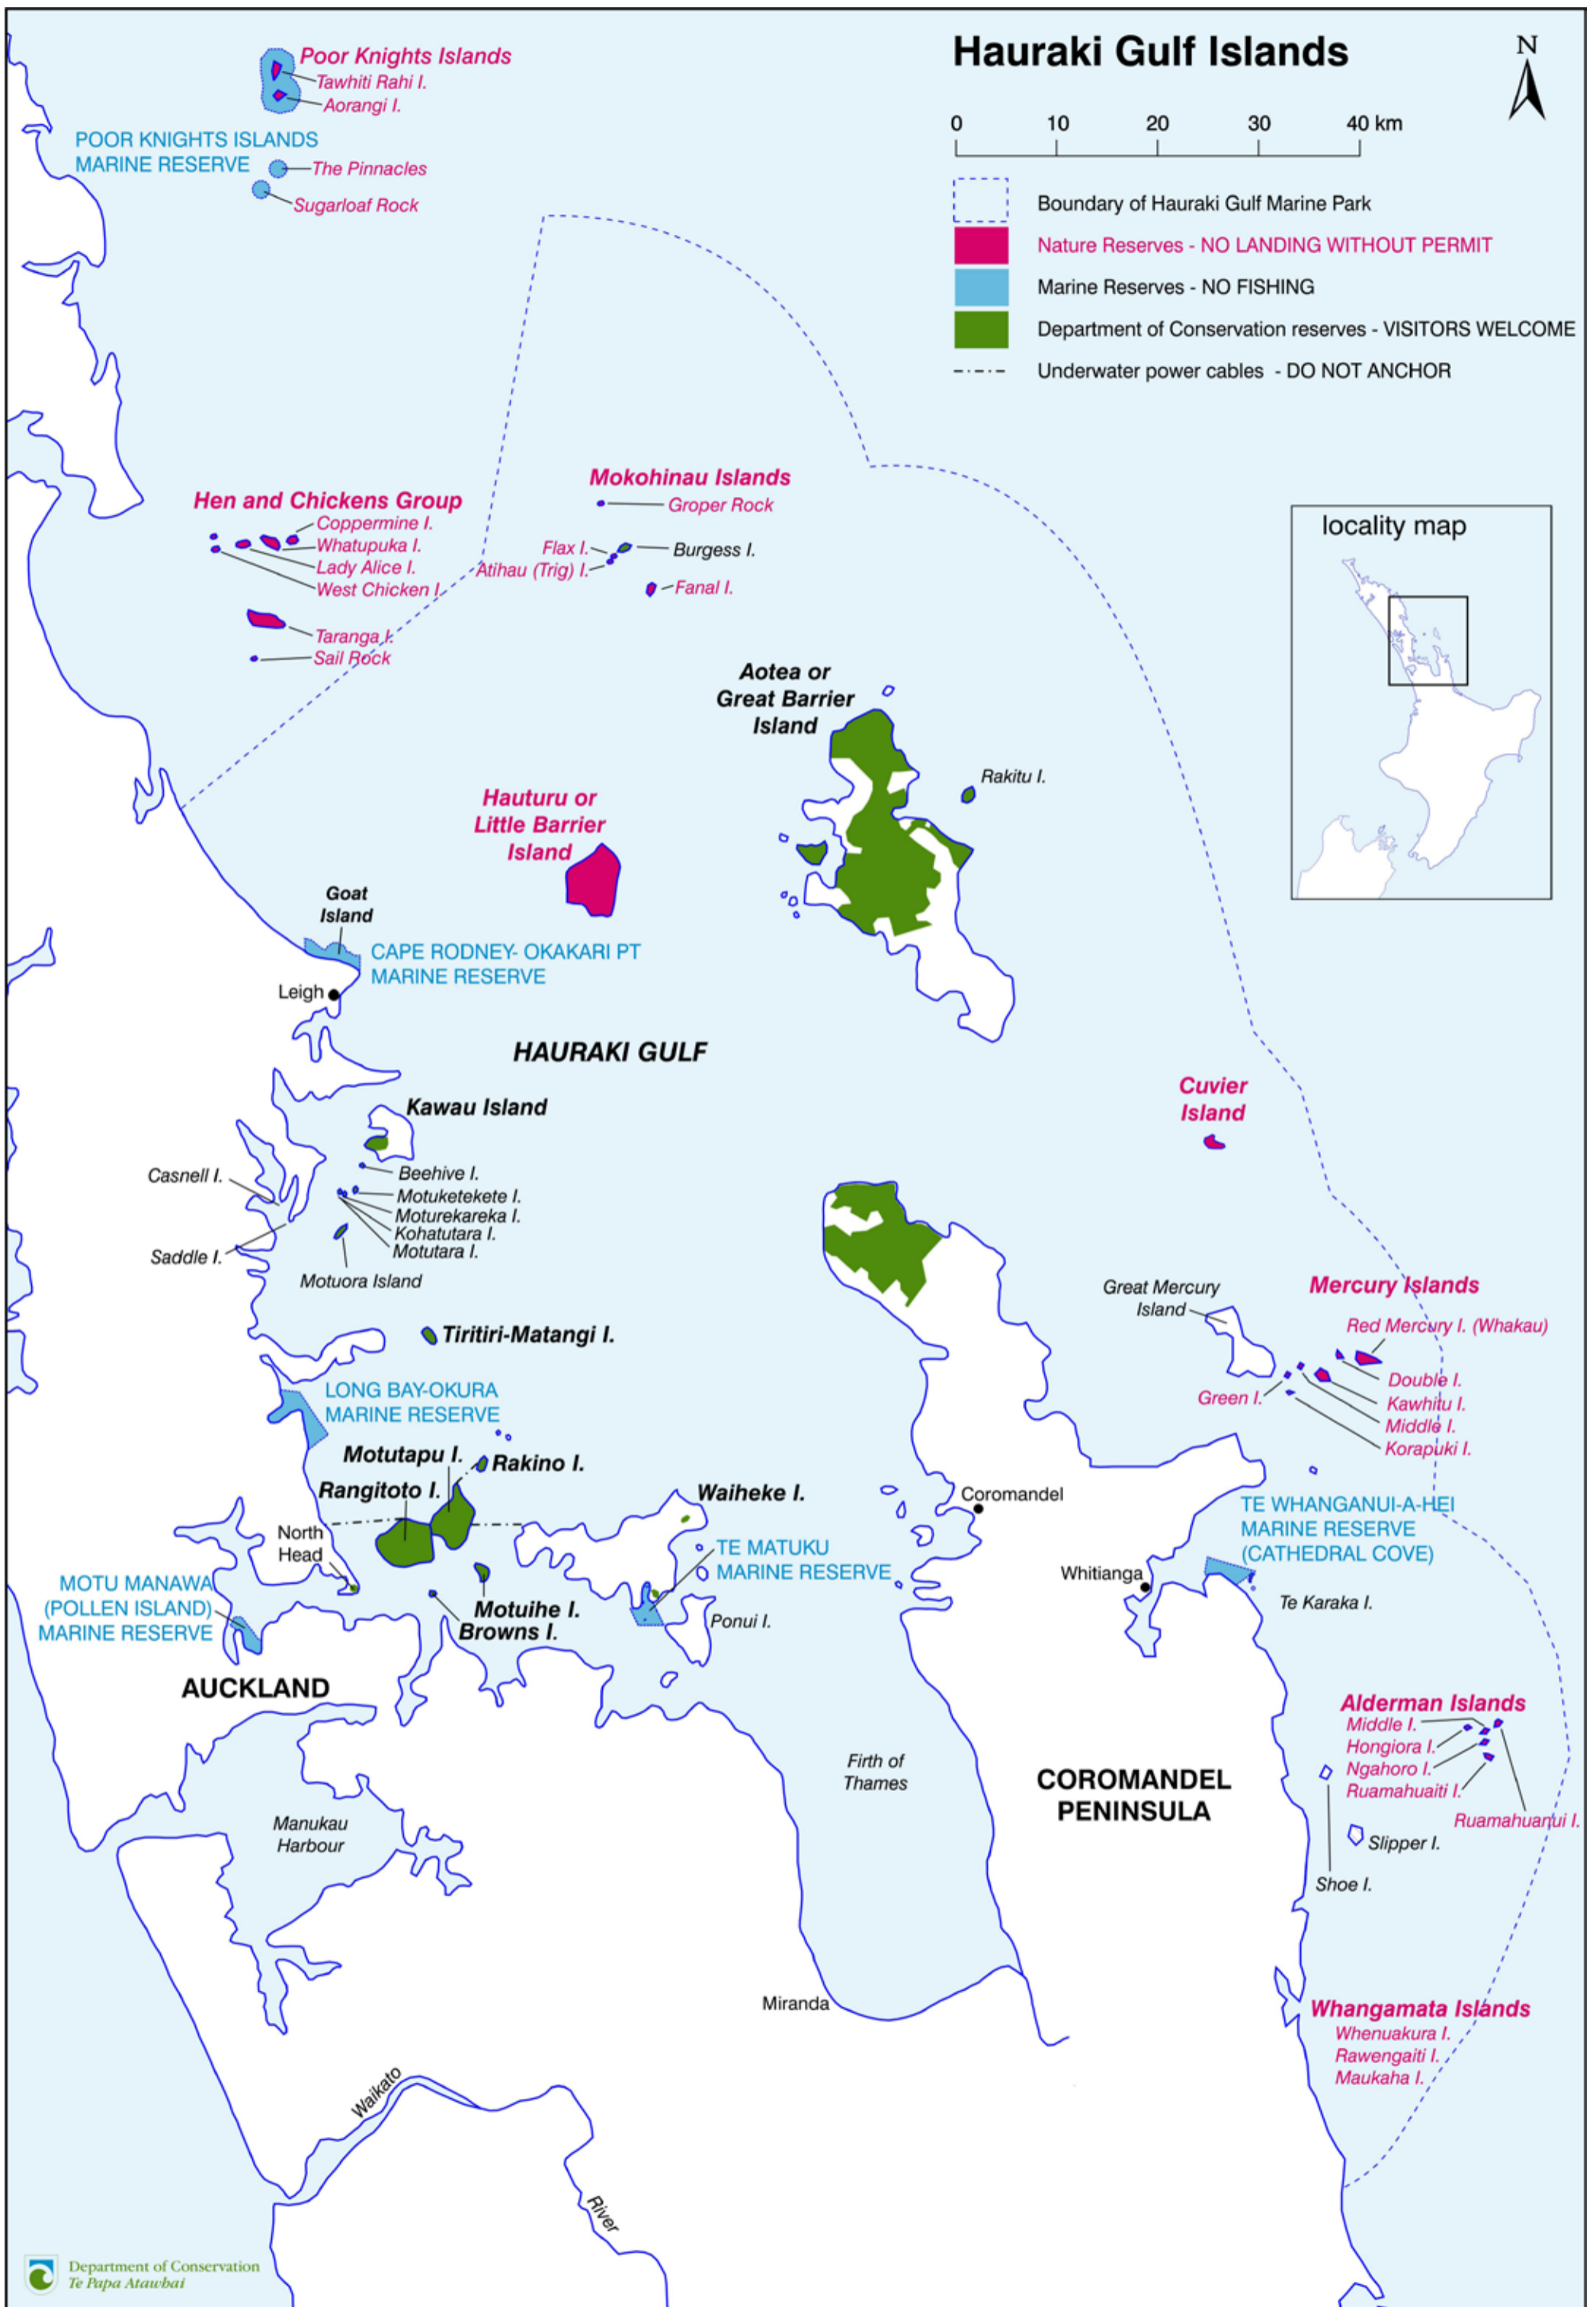 Hauraki Gulf Islands
N
0 10 20 30 40 km
Boundary of Hauraki Gulf Marine Park
Nature Reserves - NO LANDING WITHOUT PERMIT
Marine Reserves - NO FISHING
Department of Conservation reserves - VISITORS WELCOME
Underwater power cables - DO NOT ANCHOR
locality map
Poor Knights Islands
Tawhiti Rahi I.
Aorangi I.
POOR KNIGHTS ISLANDS
MARINE RESERVE
The Pinnacles
Sugarloaf Rock
Hen and Chickens Group
Coppermine I.
Whatupuka I.
Lady Alice I.
West Chicken I.
Taranga I.
Sail Rock
Mokohinau Islands
Groper Rock
Flax I.
Burgess I.
Atihau (Trig) I.
Fanal I.
Aotea or
Great Barrier
Island
Rakitu I.
Hauturu or
Little Barrier
Island
Goat
Island
CAPE RODNEY- OKAKARI PT
MARINE RESERVE
Leigh
HAURAKI GULF
Cuvier
Island
Kawau Island
Casnell I.
Beehive I.
Motuketekete I.
Moturekareka I.
Kohatutara I.
Motutara I.
Saddle I.
Motuora Island
Tiritiri-Matangi I.
Great Mercury
Island
Mercury Islands
Red Mercury I. (Whakau)
Double I.
Green I.
Kawhitu I.
Middle I.
Korapuki I.
LONG BAY-OKURA
MARINE RESERVE
Motutapu I.
Rakino I.
Rangitoto I.
Waiheke I.
Coromandel
North
Head
TE MATUKU
MARINE RESERVE
TE WHANGANUI-A-HEI
MARINE RESERVE
(CATHEDRAL COVE)
Whitianga
Te Karaka I.
MOTU MANAWA
(POLLEN ISLAND)
MARINE RESERVE
Motuihe I.
Browns I.
Ponui I.
AUCKLAND
Alderman Islands
Middle I.
Hongiora I.
Ngahoro I.
Ruamahuaiti I.
Ruamahuanui I.
Firth of
Thames
COROMANDEL
PENINSULA
Manukau
Harbour
Slipper I.
Shoe I.
Miranda
Whangamata Islands
Whenuakura I.
Rawengaiti I.
Maukaha I.
Waikato
River
Department of Conservation
Te Papa Atawhai